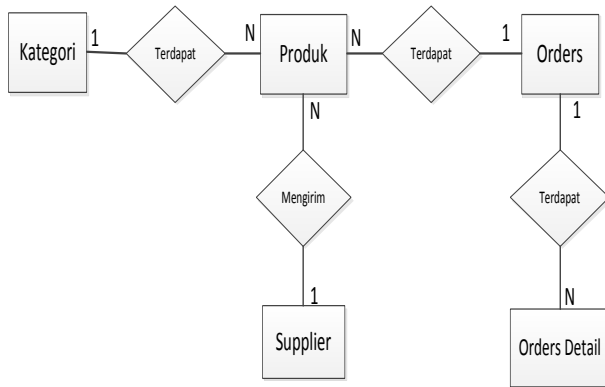 Kategori
1
Terdapat
N
Produk
N
Terdapat
1
Orders
N
1
Mengirim
Terdapat
1
N
Supplier
Orders Detail